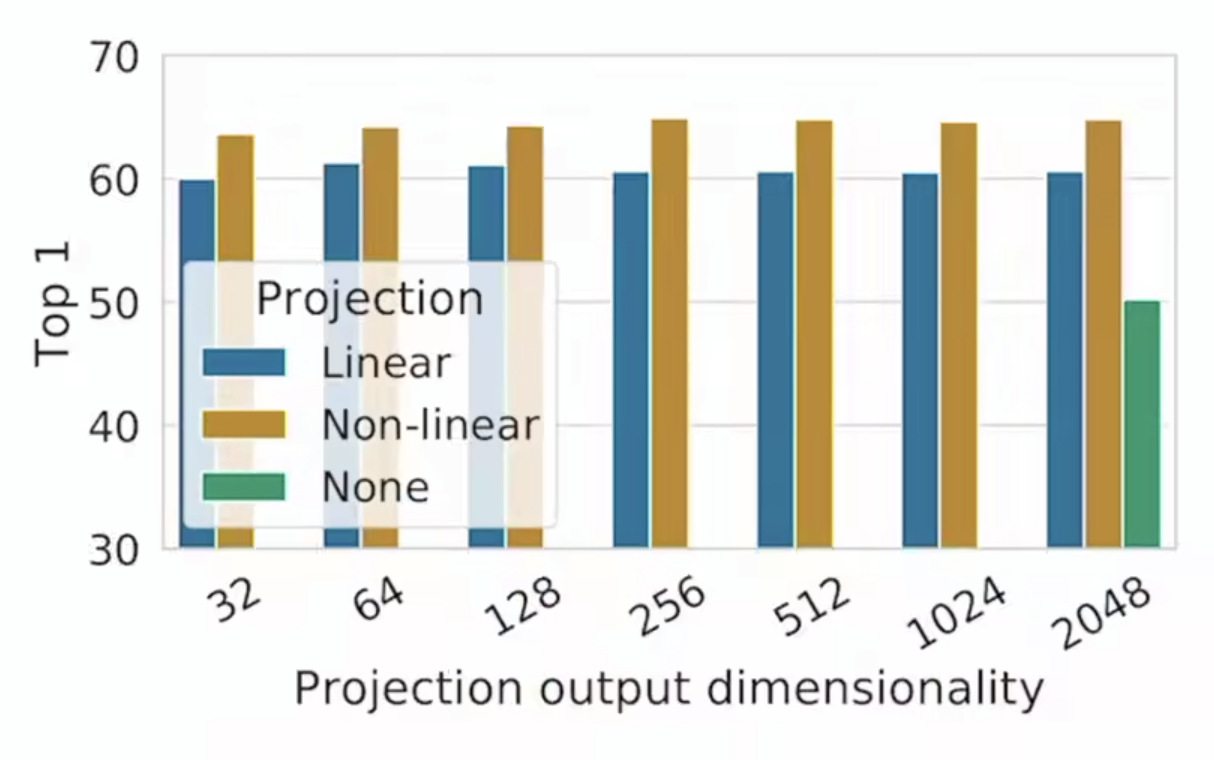 70
60
50
40
30
Top 1
Projection
Linear
Non-linear
None
32 64 128 256 512 1024 2048
Projection output dimensionality